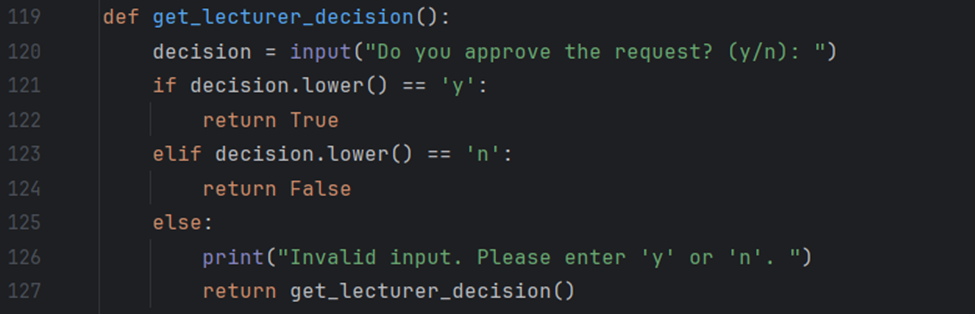 119 def get_lecturer_decision():
120 decision = input("Do you approve the request? (y/n): ")
121 if decision.lower() == 'y':
122 return True
123 elif decision.lower() == 'n':
124 return False
125 else:
126 print("Invalid input. Please enter 'y' or 'n'. ")
127 return get_lecturer_decision()